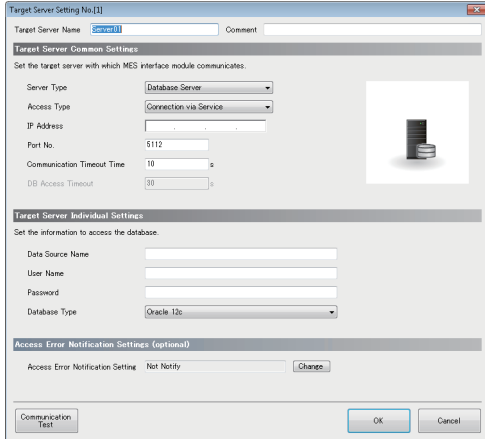 Target Server Setting No.[1]
Target Server Name Server01 Comment
Target Server Common Settings
Set the target server with which MES interface module communicates.
Server Type Database Server
Access Type Connection via Service
IP Address . . .
Port No. 5112
Communication Timeout Time 10 s
DB Access Timeout 30 s
Target Server Individual Settings
Set the information to access the database.
Data Source Name
User Name
Password
Database Type Oracle 12c
Access Error Notification Settings (optional)
Access Error Notification Setting Not Notify Change
Communication
Test
OK Cancel